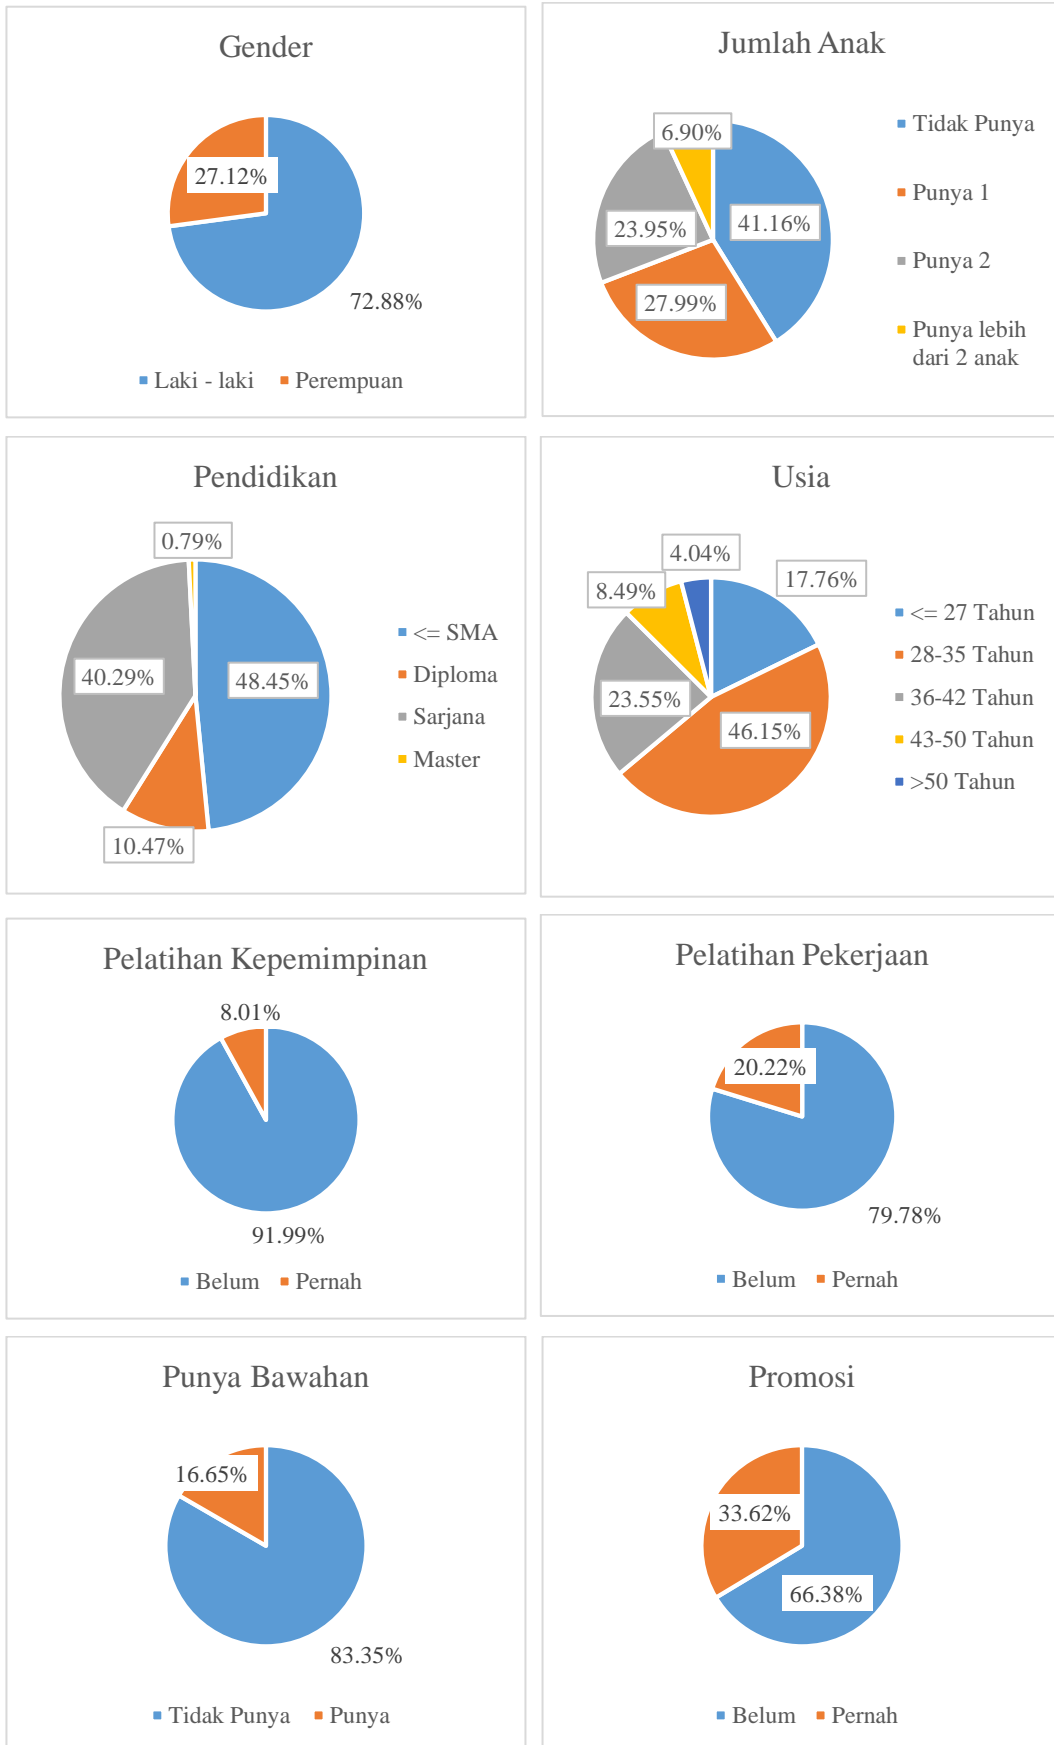 Gender
27.12%
72.88%
Laki - laki
Perempuan
Jumlah Anak
6.90%
41.16%
23.95%
27.99%
Tidak Punya
Punya 1
Punya 2
Punya lebih
dari 2 anak
Pendidikan
0.79%
40.29%
48.45%
10.47%
<= SMA
Diploma
Sarjana
Master
Usia
4.04%
17.76%
8.49%
23.55%
46.15%
<= 27 Tahun
28-35 Tahun
36-42 Tahun
43-50 Tahun
>50 Tahun
Pelatihan Kepemimpinan
8.01%
91.99%
Belum
Pernah
Pelatihan Pekerjaan
20.22%
79.78%
Belum
Pernah
Punya Bawahan
16.65%
83.35%
Tidak Punya
Punya
Promosi
33.62%
66.38%
Belum
Pernah